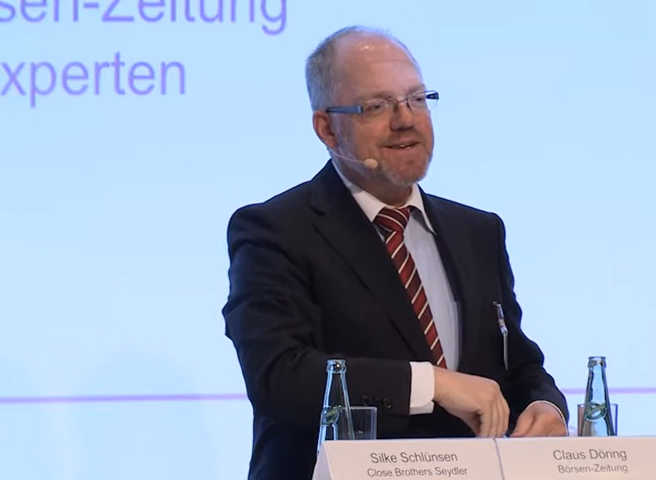 sen-Zeitung
xperten
Silke Schlünsen
Close BROTHERS Seydler
Claus Döring
Börsen-Zeitung